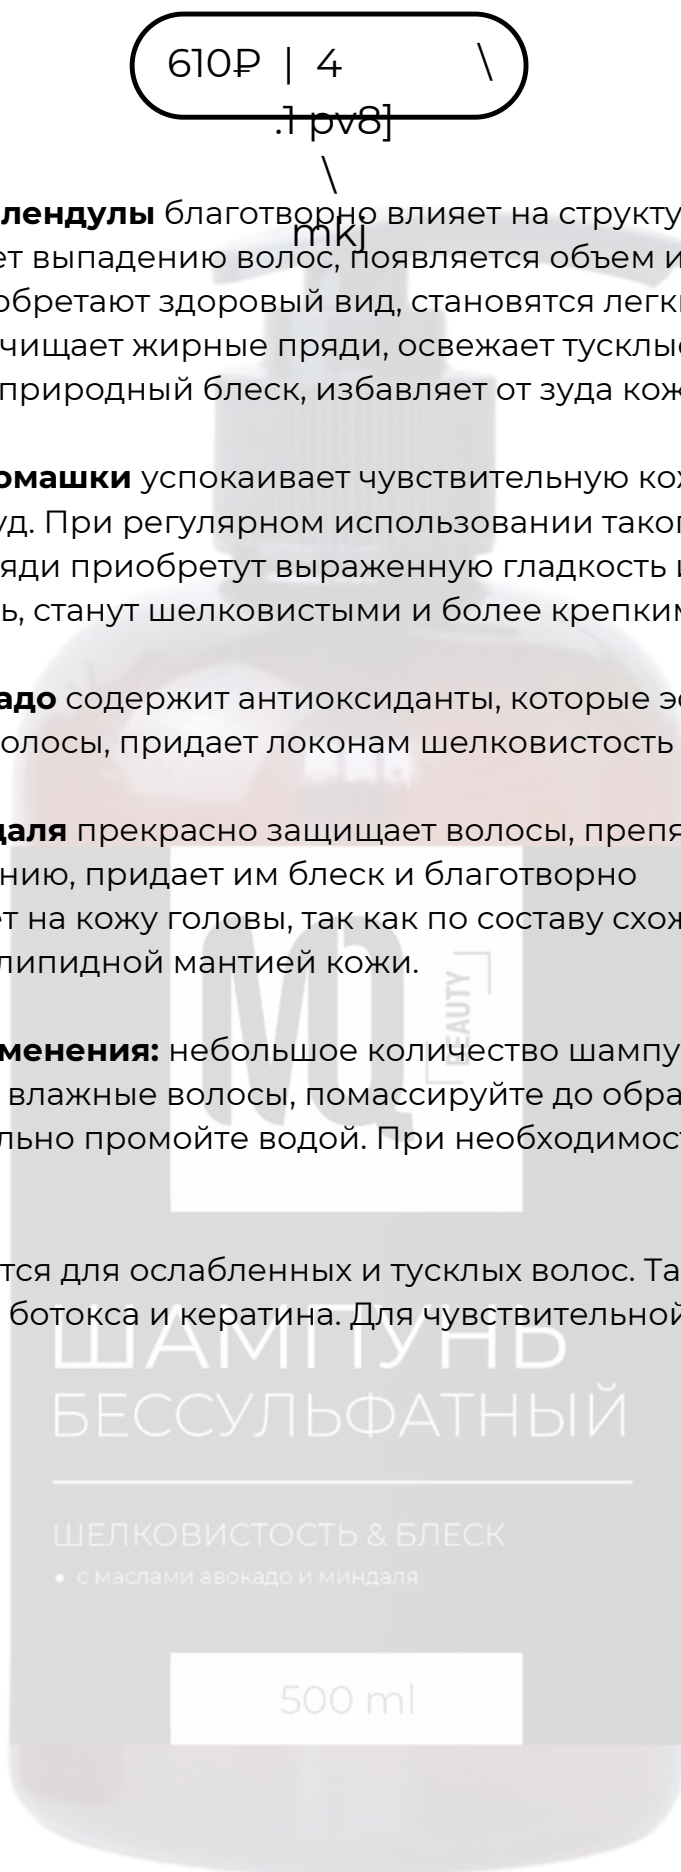 610₽ | 4 \
.1 pv8]
\
mkj
лендулы благотворно влияет на структу
ет выпадению волос, появляется объем и
обретают здоровый вид, становятся легк
чищает жирные пряди, освежает тусклы
природный блеск, избавляет от зуда кож
омашки успокаивает чувствительную ко
уд. При регулярном использовании таког
яди приобретут выраженную гладкость и
ь, станут шелковистыми и более крепким
адо содержит антиоксиданты, которые э
олосы, придает локонам шелковистость
даля прекрасно защищает волосы, препя
нию, придает им блеск и благотворно
ет на кожу головы, так как по составу схож
липидной мантией кожи.
MQ
BEAUTY
менения: небольшое количество шампу
влажные волосы, помассируйте до обра
льно промойте водой. При необходимост
тся для ослабленных и тусклых волос. Та
ботокса и кератина. Для чувствительной
ШАМПУНЬ
БЕССУЛЬФАТНЫЙ
ШЕЛКОВИСТОСТЬ & БЛЕСК
• с маслами авокадо и миндаля
500 ml